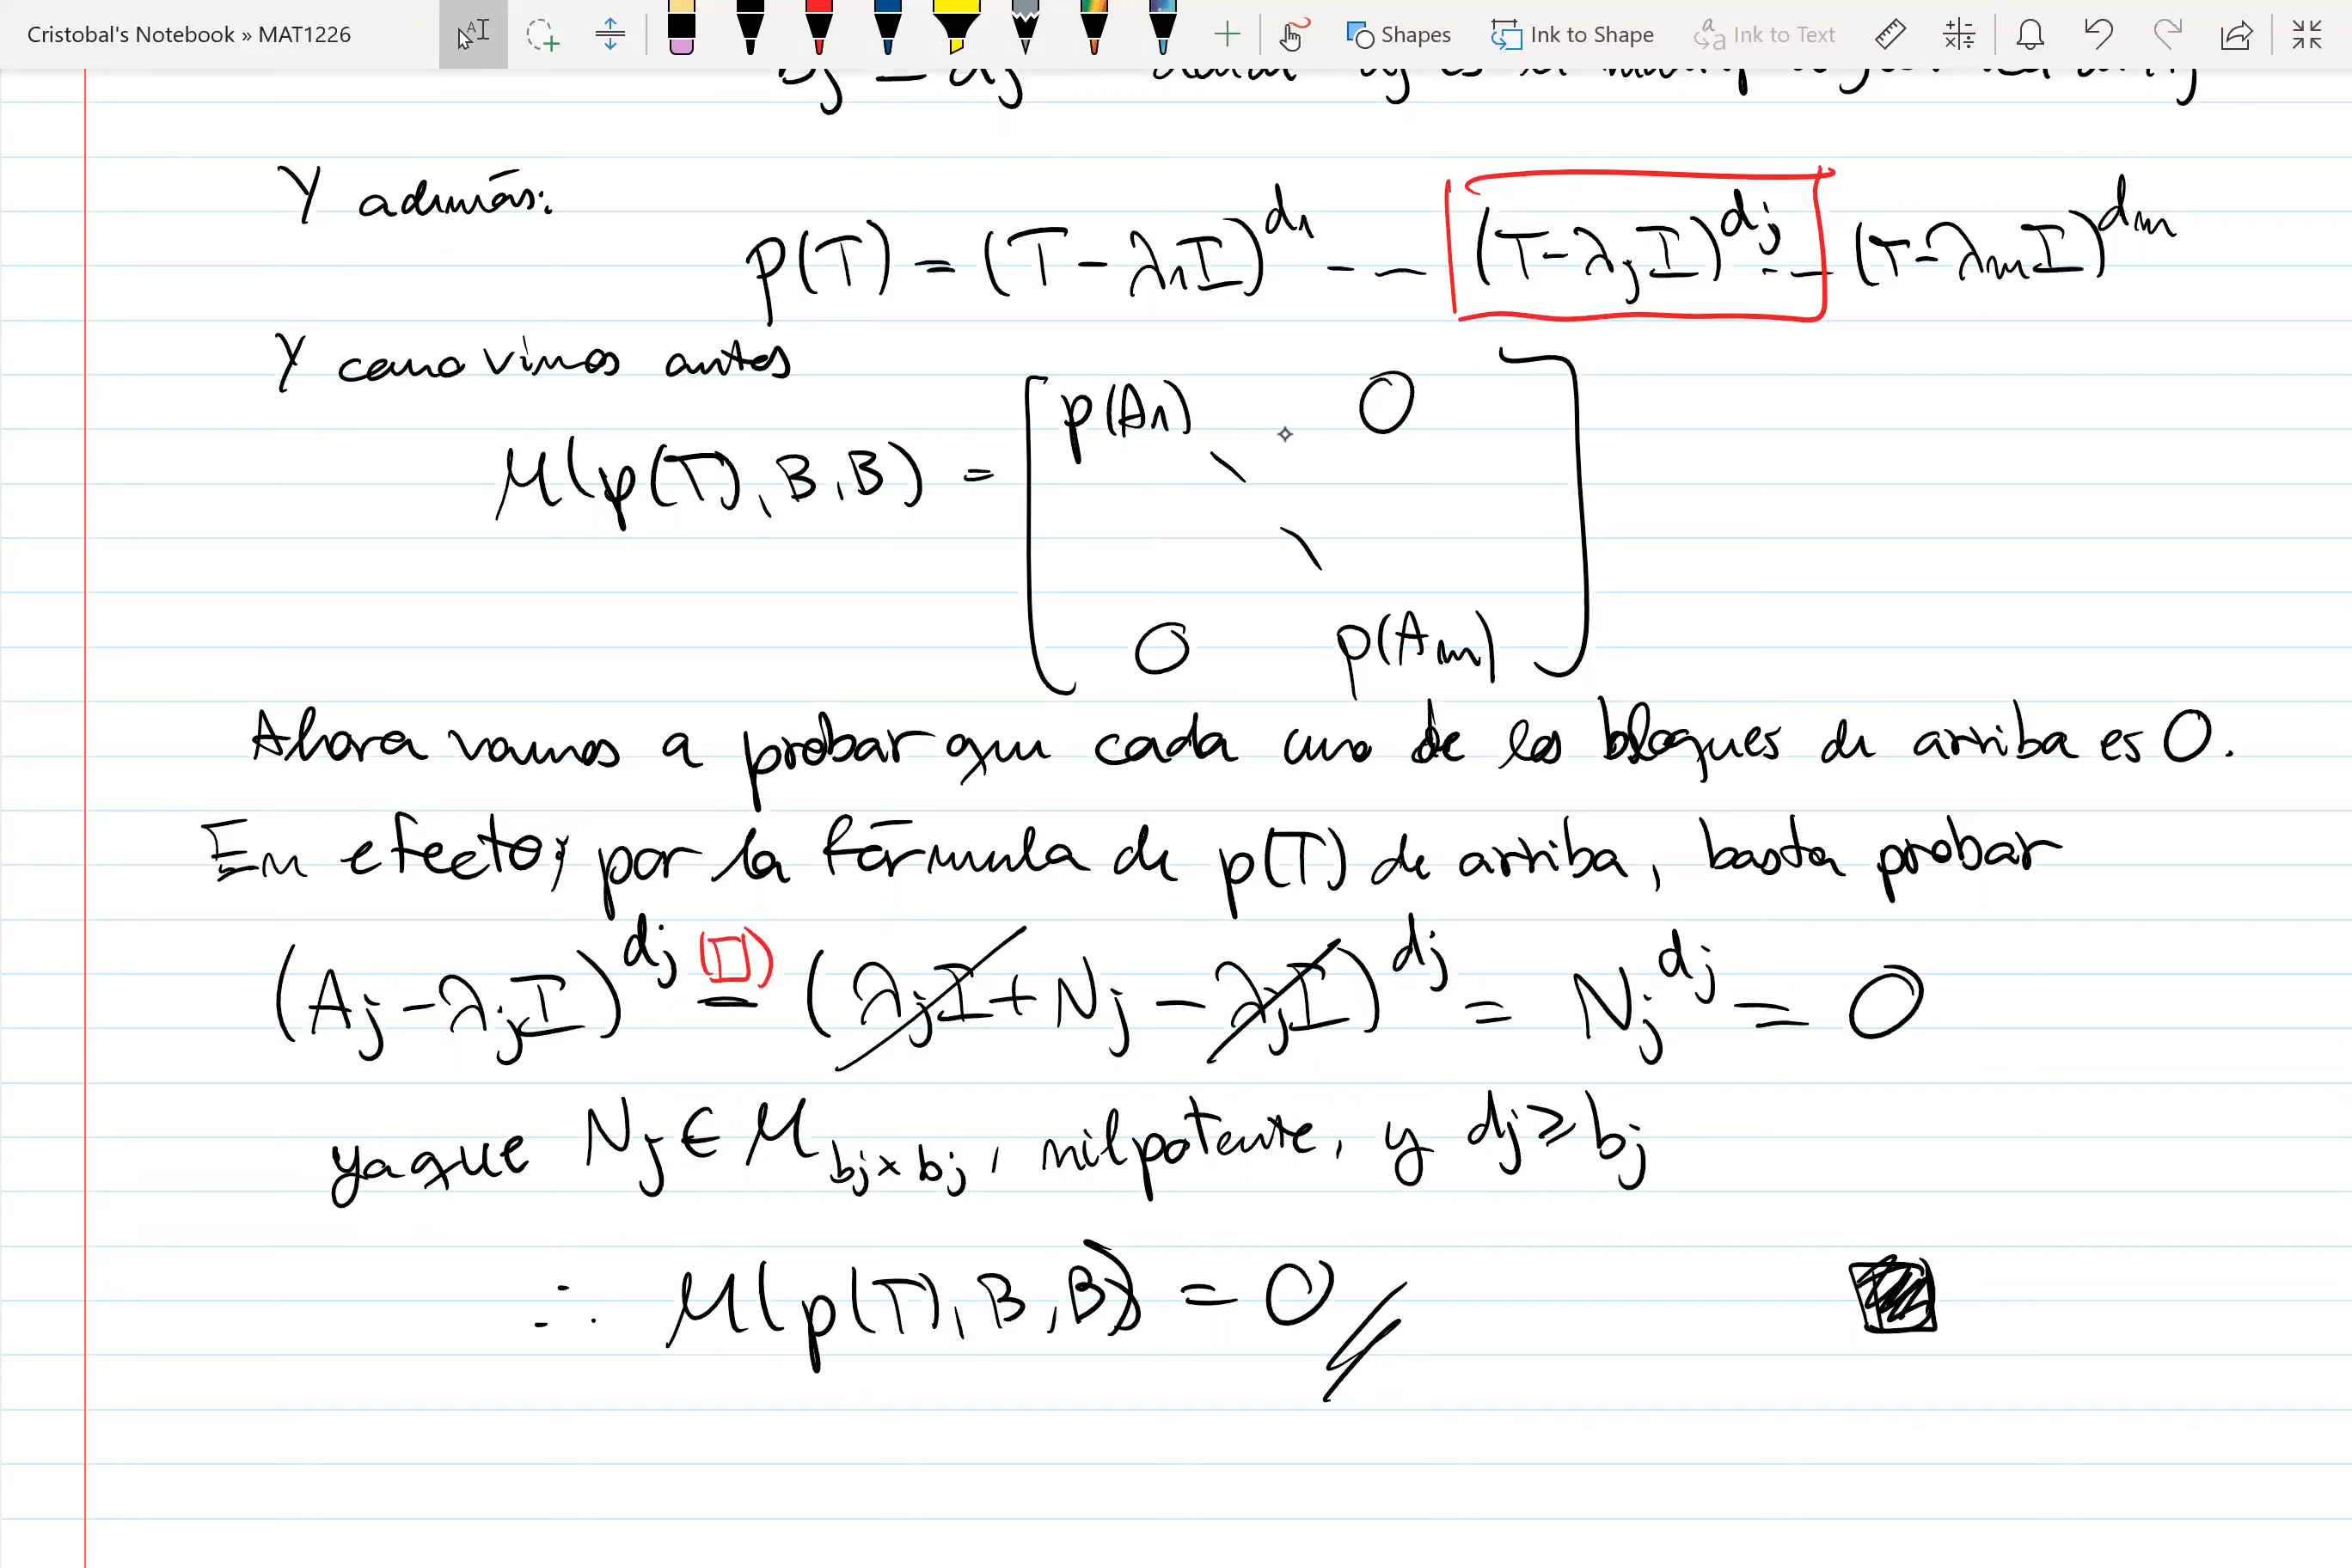 Cristobal's Notebook » MAT1226
Shapes
Ink to Shape
Ink to Text
Y además:
p(T) = (T - λ₁I)^d₁ -- (T - λⱼI)^dⱼ -- (T - λₘI)^dₘ
Y como vimos antes
M(p(T), B, B) = [ p(A₁) \ 0
\
0 p(Aₘ) ]
Ahora vamos a probar que cada uno de los bloques de arriba es 0.
En efecto, por la fórmula de p(T) de arriba, basta probar
(Aⱼ - λⱼI)^dⱼ (□) = (λⱼI + Nⱼ - λⱼI)^dⱼ = Nⱼ^dⱼ = 0
ya que Nⱼ ∈ M_bⱼ×bⱼ, nilpotente, y dⱼ ≥ bⱼ
∴ M(p(T), B, B) = 0 //